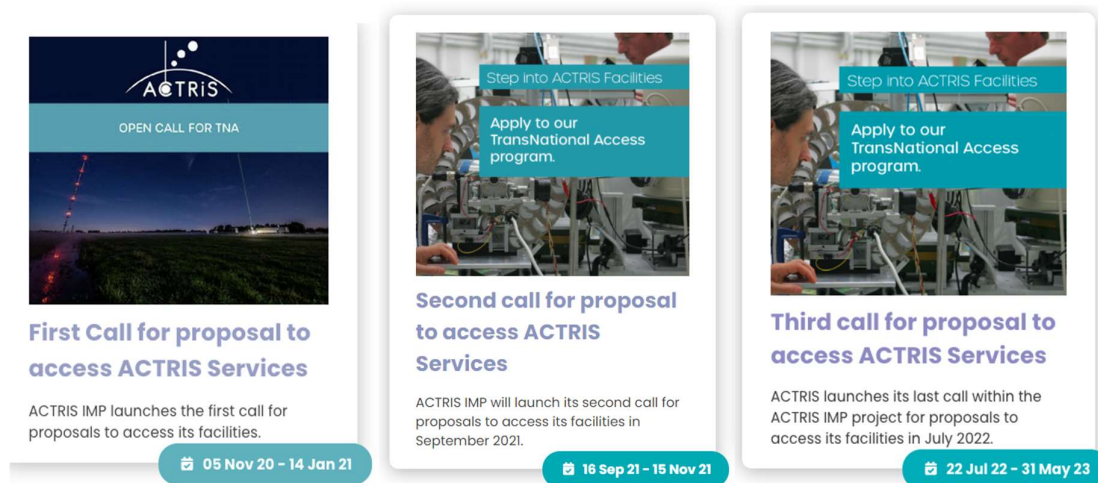 ACTRiS
OPEN CALL FOR TNA
First Call for proposal to
access ACTRIS Services
ACTRIS IMP launches the first call for
proposals to access its facilities.
05 Nov 20 - 14 Jan 21
Step into ACTRIS Facilities
Apply to our
TransNational Access
program.
Second call for proposal
to access ACTRIS
Services
ACTRIS IMP will launch its second call for
proposals to access its facilities in
September 2021.
16 Sep 21 - 15 Nov 21
Step into ACTRIS Facilities
Apply to our
TransNational Access
program.
Third call for proposal to
access ACTRIS Services
ACTRIS launches its last call within the
ACTRIS IMP project for proposals to
access its facilities in July 2022.
22 Jul 22 - 31 May 23